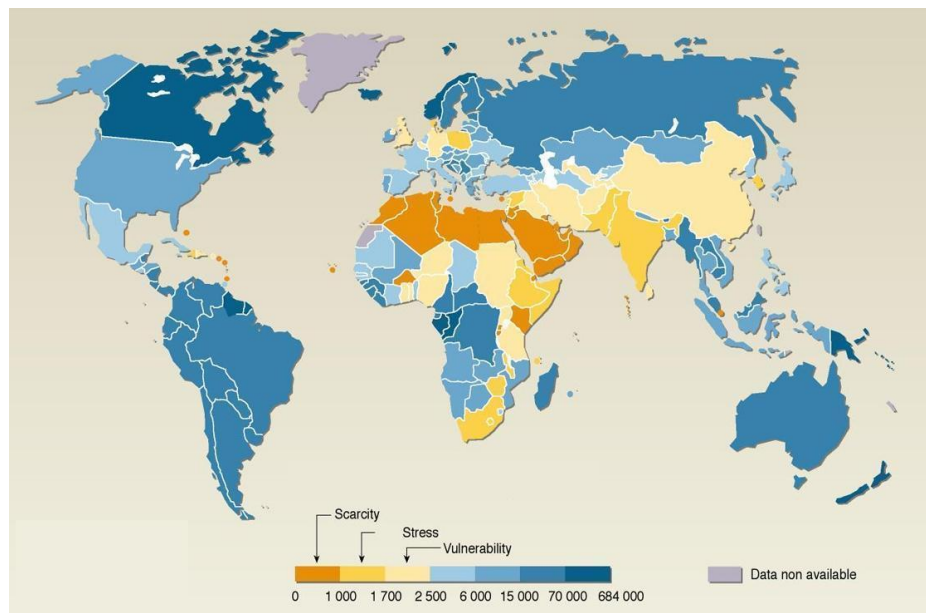 Scarcity
Stress
Vulnerability
0 1 000 1 700 2 500 6 000 15 000 70 000 684 000
Data non available